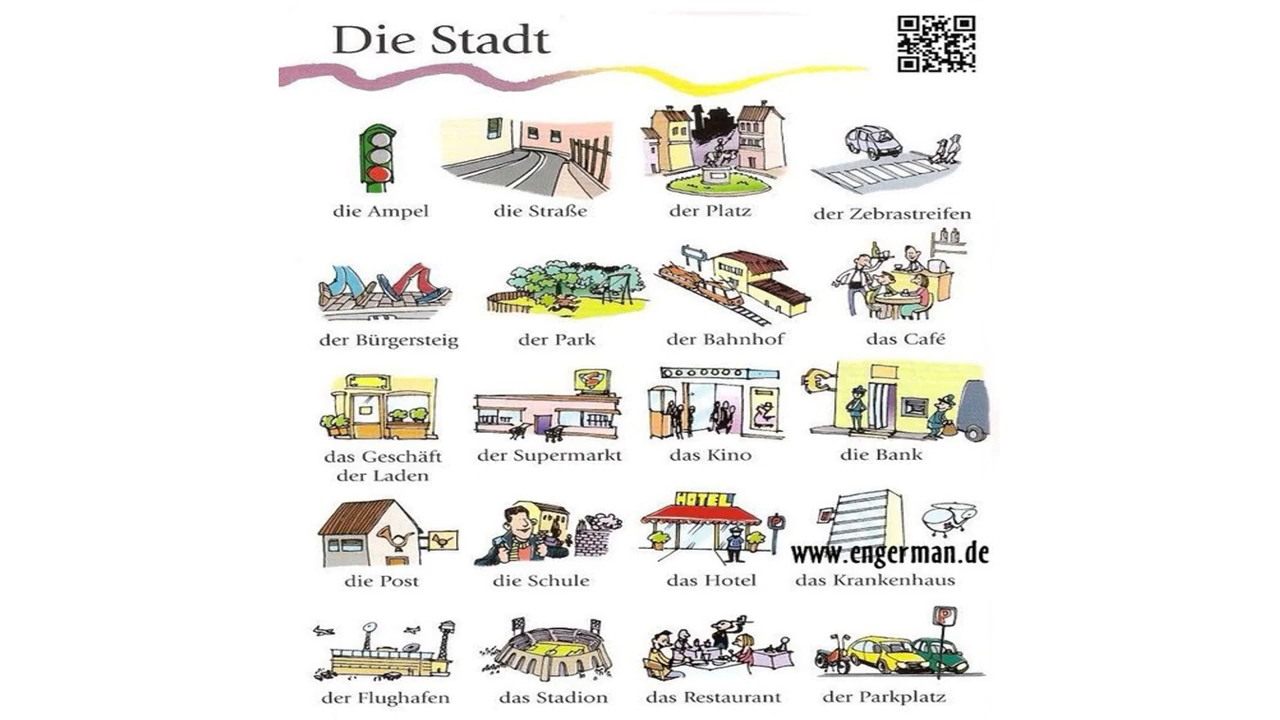 Die Stadt
die Ampel
die Straße
der Platz
der Zebrastreifen
der Bürgersteig
der Park
der Bahnhof
das Café
das Geschäft
der Laden
der Supermarkt
das Kino
die Bank
HOTEL
www.engerman.de
die Post
die Schule
das Hotel
das Krankenhaus
P
der Flughafen
das Stadion
das Restaurant
der Parkplatz